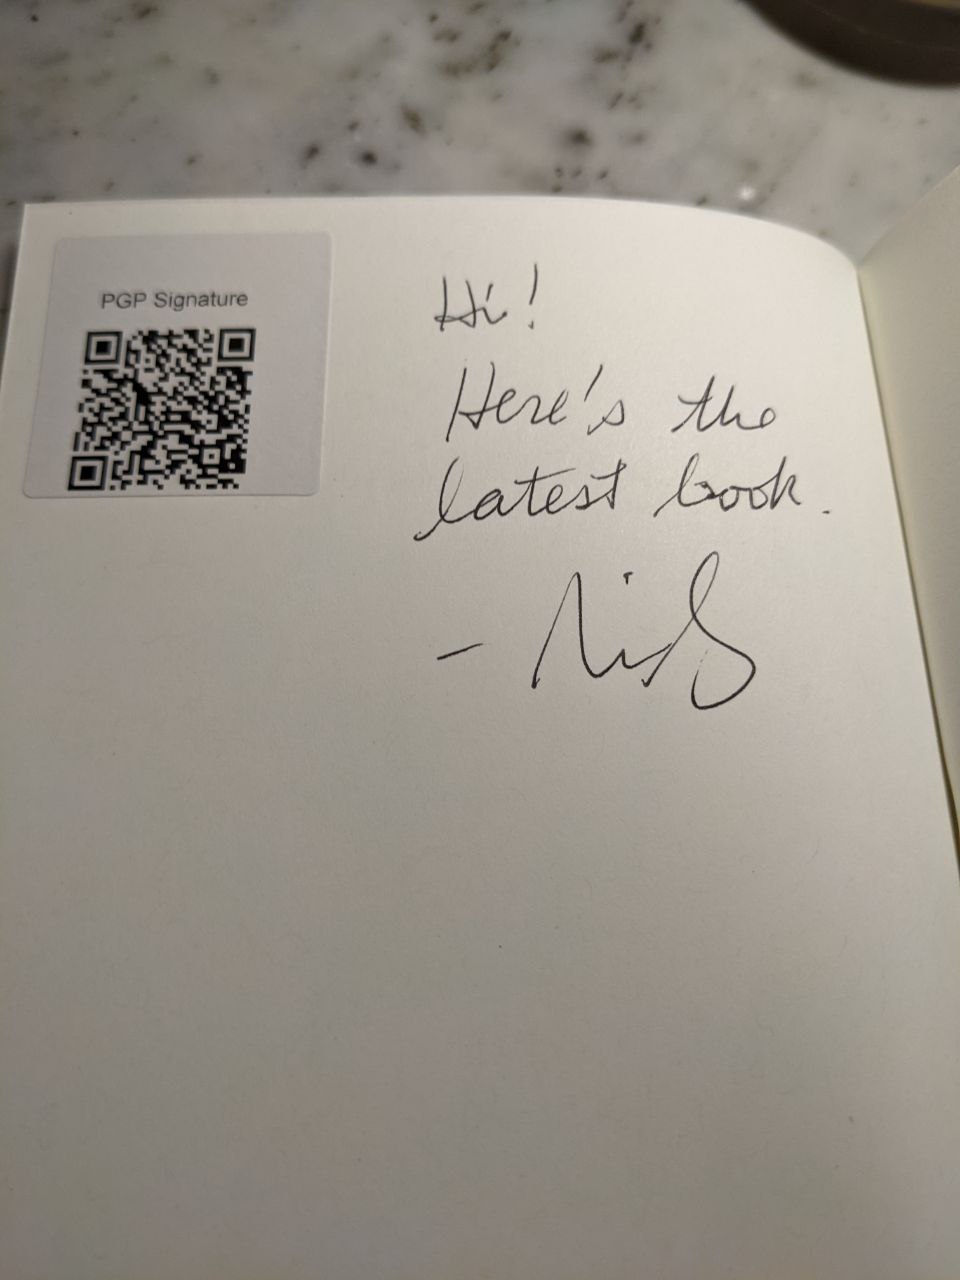 PGP Signature
Hi!
Here's the
latest book.